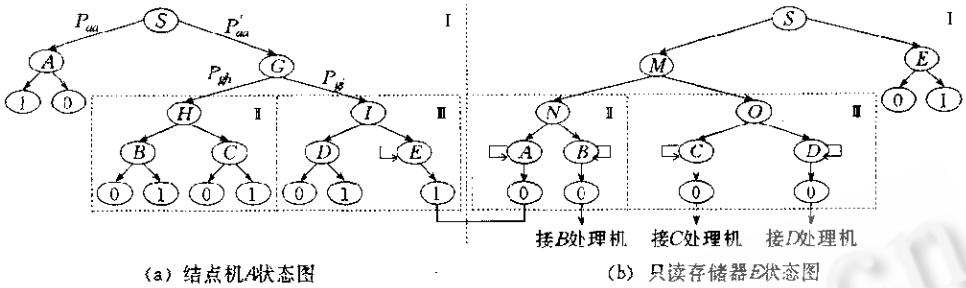 S I S I
P_aa P'_aa
A G M E
1 0 P_gh P_gi 0 1
H II I III N II O III
B C D E A B C D
0 1 0 1 0 1 1 0 0 0 0
接B处理机 接C处理机 接D处理机
(a) 结点机A状态图 (b) 只读存储器E状态图